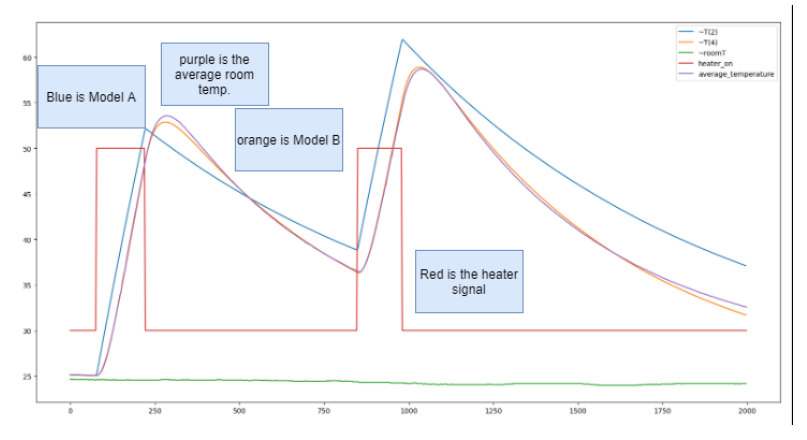 ~T(2)
~T(4)
~roomT
heater_on
average_temperature
purple is the
average room
temp.
Blue is Model A
orange is Model B
Red is the heater
signal
60
55
50
45
40
35
30
25
0
250
500
750
1000
1250
1500
1750
2000